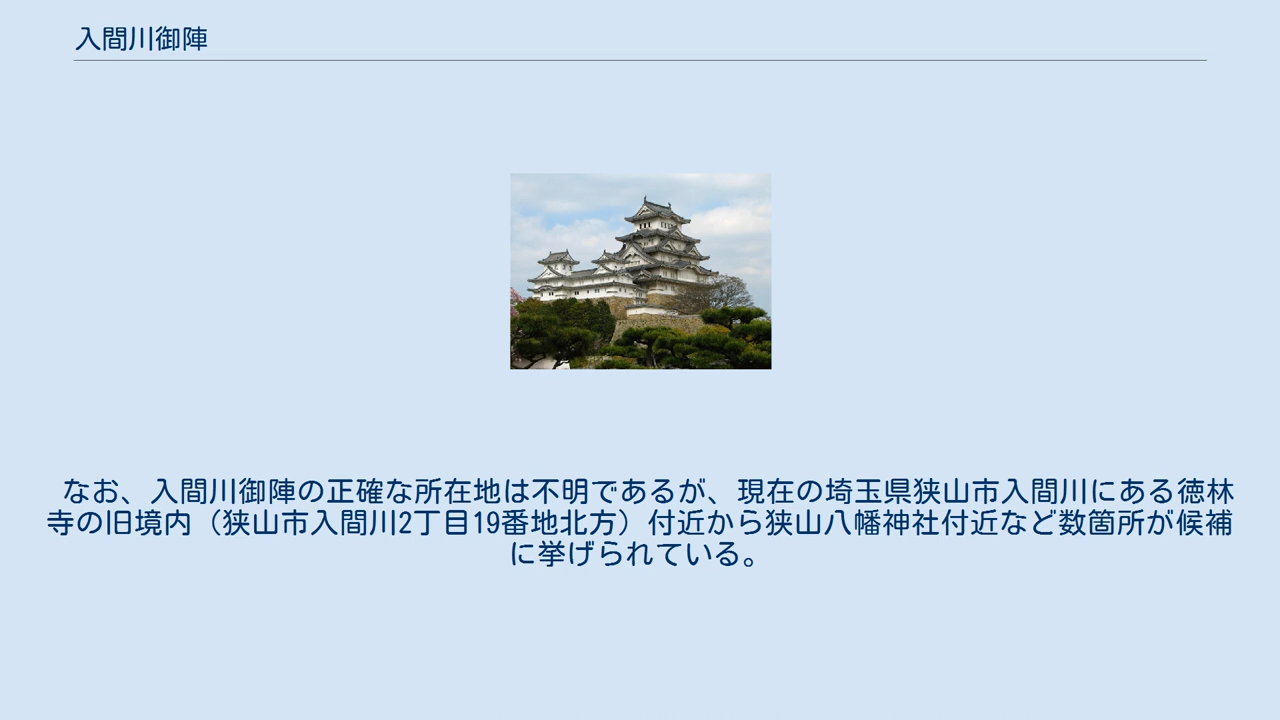 入間川御陣
なお、入間川御陣の正確な所在地は不明であるが、現在の埼玉県狭山市入間川にある徳林
寺の旧境内（狭山市入間川2丁目19番地北方）付近から狭山八幡神社付近など数箇所が候補
に挙げられている。